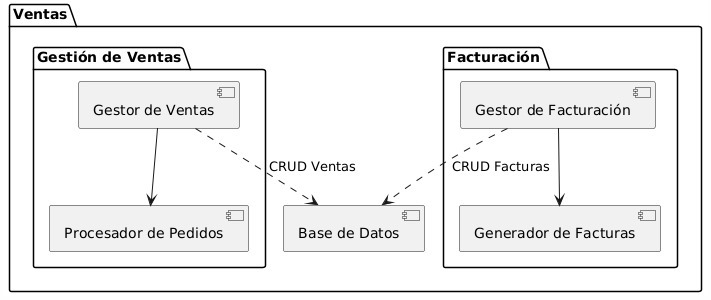 Ventas
Gestión de Ventas
Facturación
Gestor de Ventas
Gestor de Facturación
CRUD Ventas
CRUD Facturas
Procesador de Pedidos
Base de Datos
Generador de Facturas